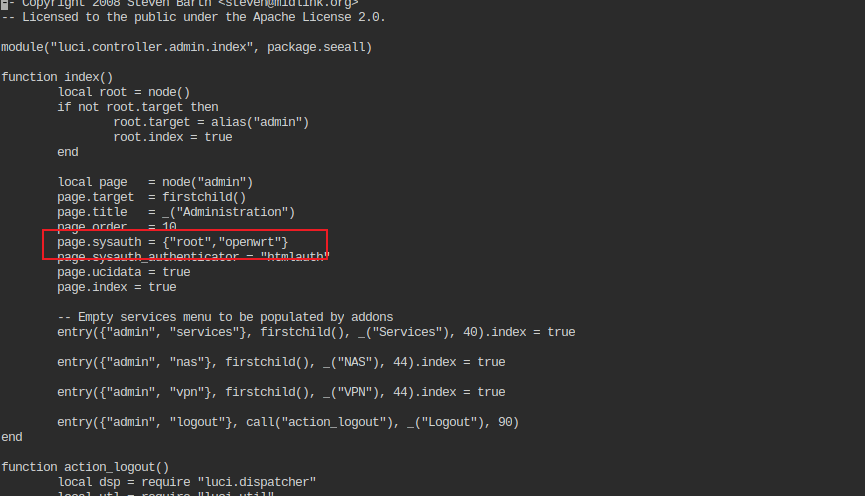 -- Copyright 2008 Steven Barth <steven@midlink.org>
-- Licensed to the public under the Apache License 2.0.
module("luci.controller.admin.index", package.seeall)
function index()
local root = node()
if not root.target then
root.target = alias("admin")
root.index = true
end
local page   = node("admin")
page.target  = firstchild()
page.title   = _("Administration")
page.order   = 10
page.sysauth = {"root","openwrt"}
page.sysauth_authenticator = "htmlauth"
page.ucidata = true
page.index = true
-- Empty services menu to be populated by addons
entry({"admin", "services"}, firstchild(), _("Services"), 40).index = true
entry({"admin", "nas"}, firstchild(), _("NAS"), 44).index = true
entry({"admin", "vpn"}, firstchild(), _("VPN"), 44).index = true
entry({"admin", "logout"}, call("action_logout"), _("Logout"), 90)
end
function action_logout()
local dsp = require "luci.dispatcher"
local utl = require "luci.util"